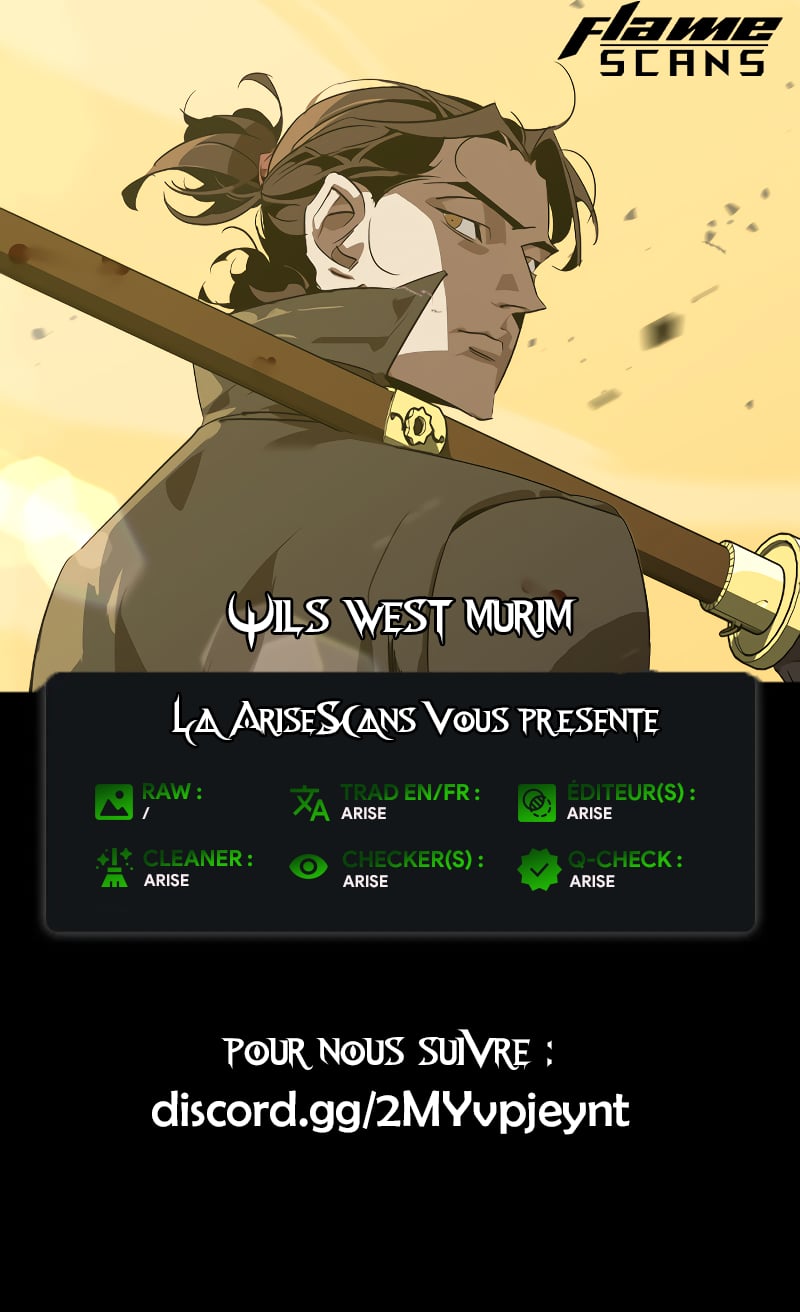 Flame
SCANS
WILS WEST MURIM
La AriseScans Vous presente
RAW :
/
TRAD EN/FR :
ARISE
ÉDITEUR(S) :
ARISE
CLEANER :
ARISE
CHECKER(S) :
ARISE
Q-CHECK :
ARISE
POUR NOUS SUIVRE :
discord.gg/2MYvpjeynt